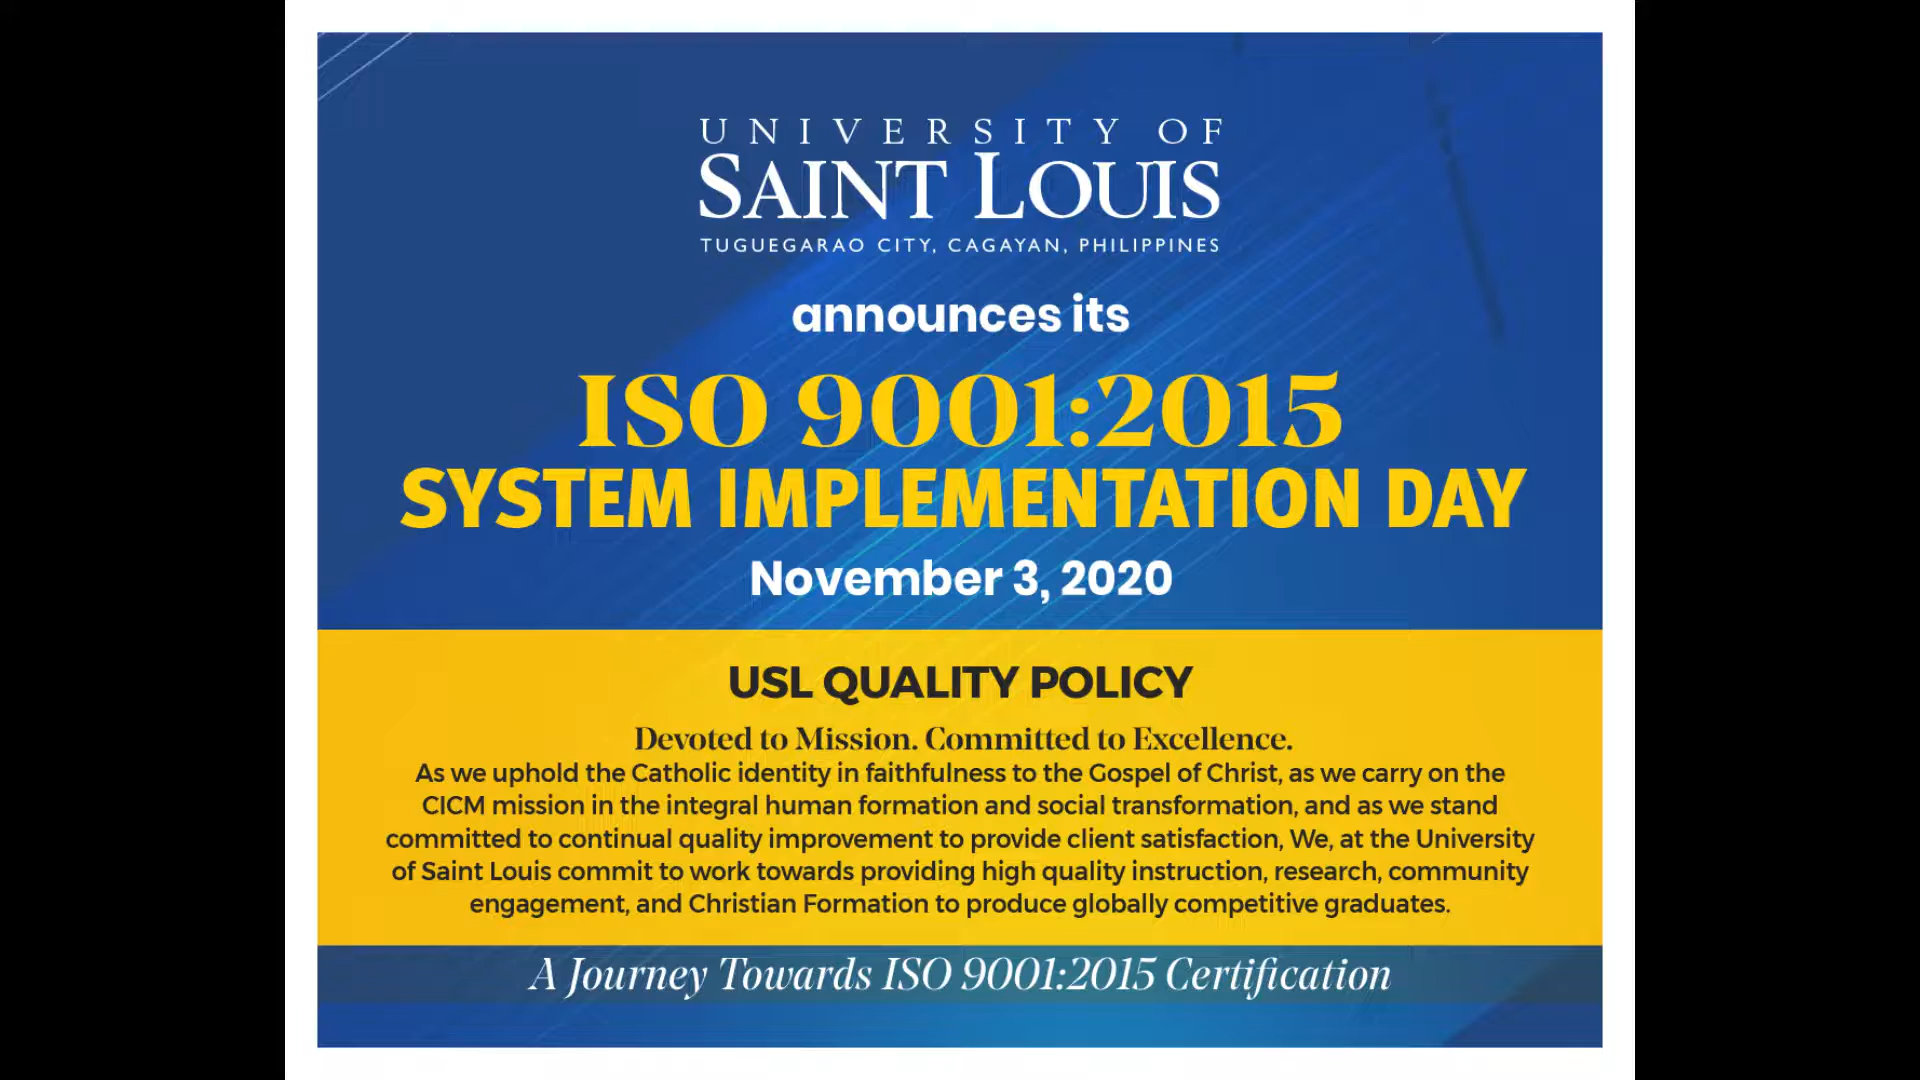 UNIVERSITY OF
SAINT LOUIS
TUGUEGARAO CITY, CAGAYAN, PHILIPPINES
announces its
ISO 9001:2015
SYSTEM IMPLEMENTATION DAY
November 3, 2020
USL QUALITY POLICY
Devoted to Mission. Committed to Excellence.
As we uphold the Catholic identity in faithfulness to the Gospel of Christ, as we carry on the
CICM mission in the integral human formation and social transformation, and as we stand
committed to continual quality improvement to provide client satisfaction, We, at the University
of Saint Louis commit to work towards providing high quality instruction, research, community
engagement, and Christian Formation to produce globally competitive graduates.
A Journey Towards ISO 9001:2015 Certification